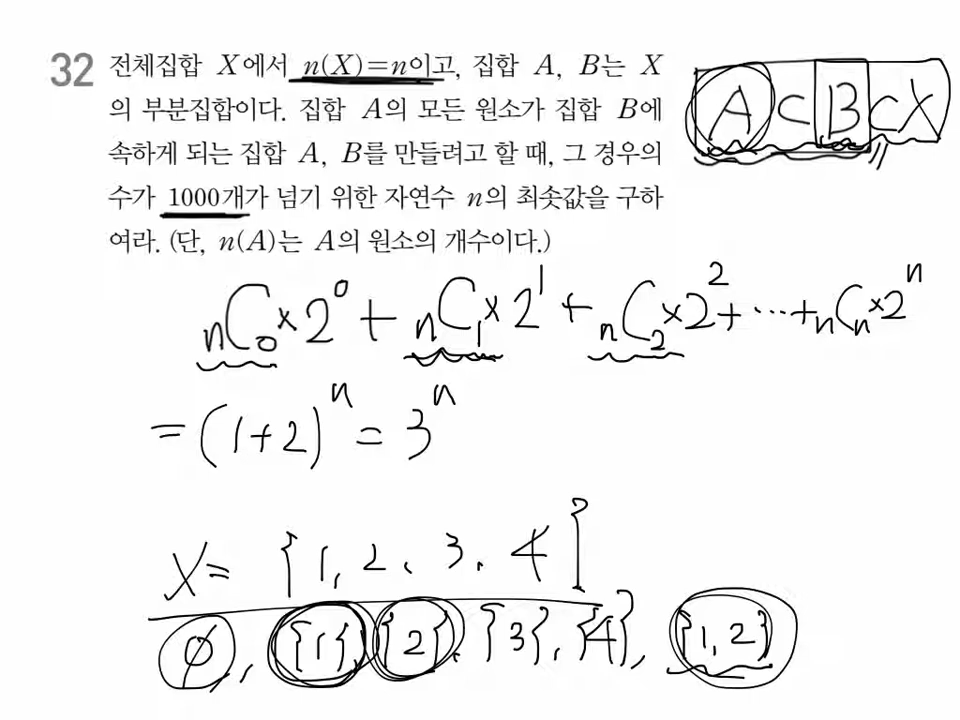 32 전체집합 X에서 n(X)=n이고, 집합 A, B는 X
의 부분집합이다. 집합 A의 모든 원소가 집합 B에
속하게 되는 집합 A, B를 만들려고 할 때, 그 경우의
수가 1000개가 넘기 위한 자연수 n의 최솟값을 구하
여라. (단, n(A)는 A의 원소의 개수이다.)
A⊂B⊂X
nC0×2^0+nC1×2^1+nC2×2^2+⋯+nCn×2^n
=(1+2)^n=3^n
X={1, 2, 3, 4}
∅, {1}, {2}, {3}, {4}, {1, 2}